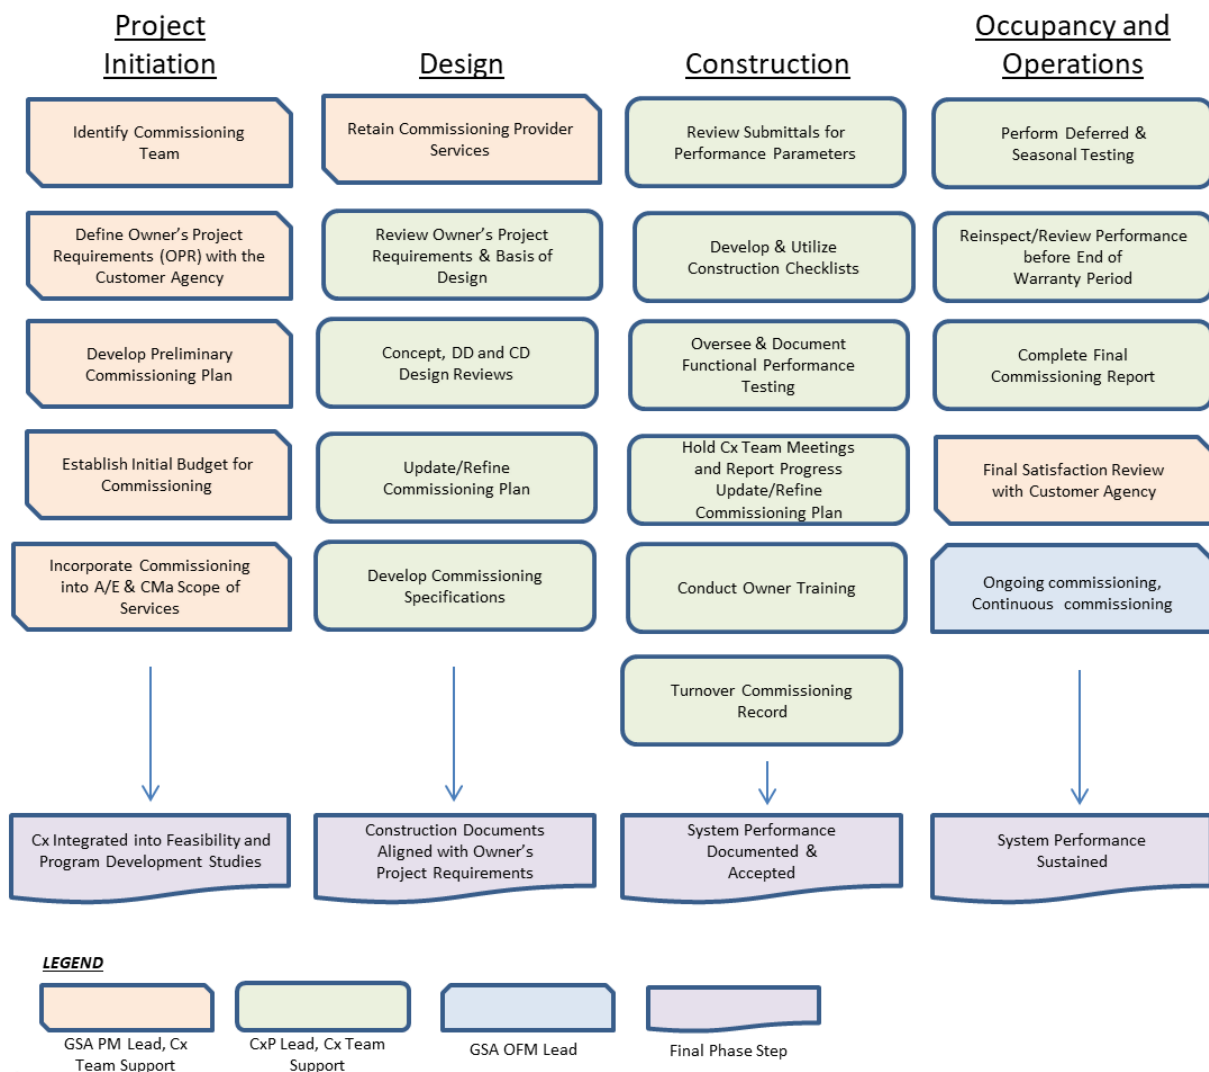 Project
Initiation
Design
Construction
Occupancy and
Operations
Identify Commissioning
Team
Define Owner's Project
Requirements (OPR) with the
Customer Agency
Develop Preliminary
Commissioning Plan
Establish Initial Budget for
Commissioning
Incorporate Commissioning
into A/E & CMa Scope of
Services
Cx Integrated into Feasibility and
Program Development Studies
Retain Commissioning Provider
Services
Review Owner's Project
Requirements & Basis of
Design
Concept, DD and CD
Design Reviews
Update/Refine
Commissioning Plan
Develop Commissioning
Specifications
Construction Documents
Aligned with Owner's
Project Requirements
Review Submittals for
Performance Parameters
Develop & Utilize
Construction Checklists
Oversee & Document
Functional Performance
Testing
Hold Cx Team Meetings
and Report Progress
Update/Refine
Commissioning Plan
Conduct Owner Training
Turnover Commissioning
Record
System Performance
Documented &
Accepted
Perform Deferred &
Seasonal Testing
Reinspect/Review Performance
before End of
Warranty Period
Complete Final
Commissioning Report
Final Satisfaction Review
with Customer Agency
Ongoing commissioning,
Continuous commissioning
System Performance
Sustained
LEGEND
GSA PM Lead, Cx
Team Support
CxP Lead, Cx Team
Support
GSA OFM Lead
Final Phase Step